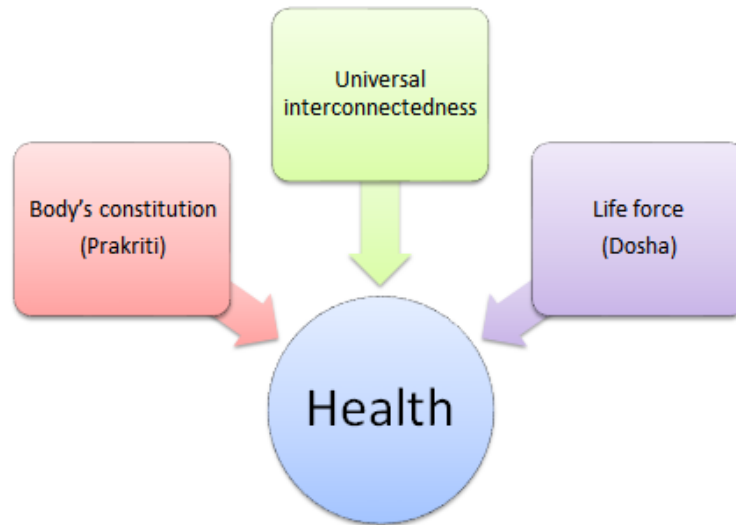 Universal
interconnectedness
Body’s constitution
(Prakriti)
Life force
(Dosha)
Health